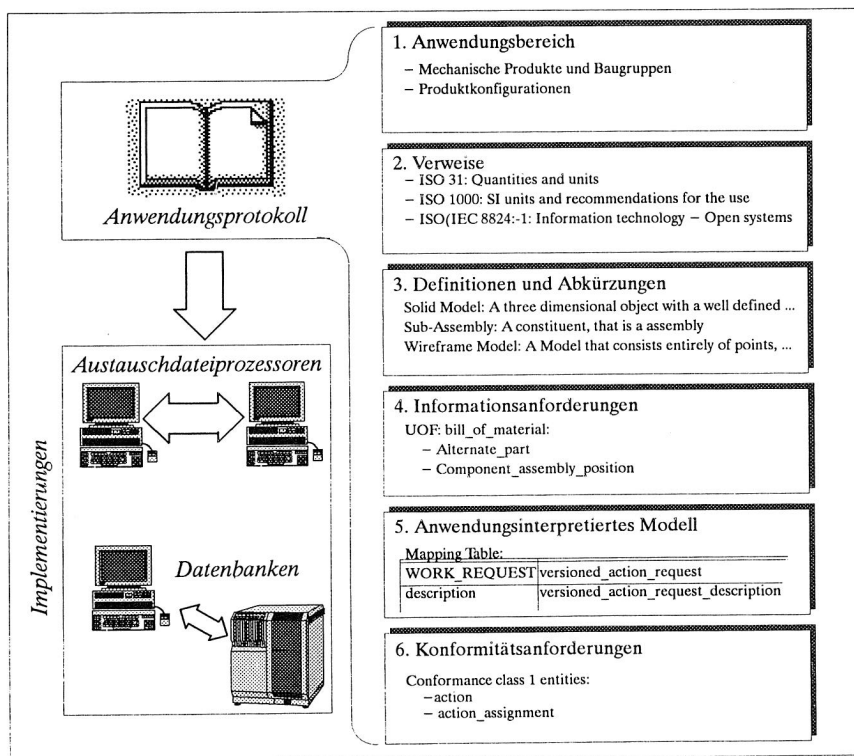 Anwendungsprotokoll
Implementierungen
Austauschdateiprozessoren
Datenbanken
1. Anwendungsbereich
– Mechanische Produkte und Baugruppen
– Produktkonfigurationen
2. Verweise
– ISO 31: Quantities and units
– ISO 1000: SI units and recommendations for the use
– ISO(IEC 8824:-1: Information technology – Open systems
3. Definitionen und Abkürzungen
Solid Model: A three dimensional object with a well defined ...
Sub-Assembly: A constituent, that is a assembly
Wireframe Model: A Model that consists entirely of points, ...
4. Informationsanforderungen
UOF: bill_of_material:
– Alternate_part
– Component_assembly_position
5. Anwendungsinterpretiertes Modell
Mapping Table:
WORK_REQUEST versioned_action_request
description versioned_action_request_description
6. Konformitätsanforderungen
Conformance class 1 entities:
–action
– action_assignment